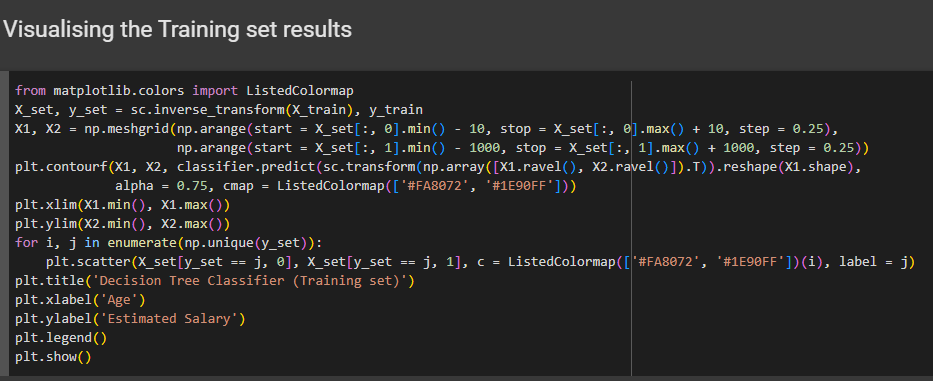 Visualising the Training set results
from matplotlib.colors import ListedColormap
X_set, y_set = sc.inverse_transform(X_train), y_train
X1, X2 = np.meshgrid(np.arange(start = X_set[:, 0].min() - 10, stop = X_set[:, 0].max() + 10, step = 0.25),
                     np.arange(start = X_set[:, 1].min() - 1000, stop = X_set[:, 1].max() + 1000, step = 0.25))
plt.contourf(X1, X2, classifier.predict(sc.transform(np.array([X1.ravel(), X2.ravel()]).T)).reshape(X1.shape),
             alpha = 0.75, cmap = ListedColormap(['#FA8072', '#1E90FF']))
plt.xlim(X1.min(), X1.max())
plt.ylim(X2.min(), X2.max())
for i, j in enumerate(np.unique(y_set)):
    plt.scatter(X_set[y_set == j, 0], X_set[y_set == j, 1], c = ListedColormap(['#FA8072', '#1E90FF'])(i), label = j)
plt.title('Decision Tree Classifier (Training set)')
plt.xlabel('Age')
plt.ylabel('Estimated Salary')
plt.legend()
plt.show()